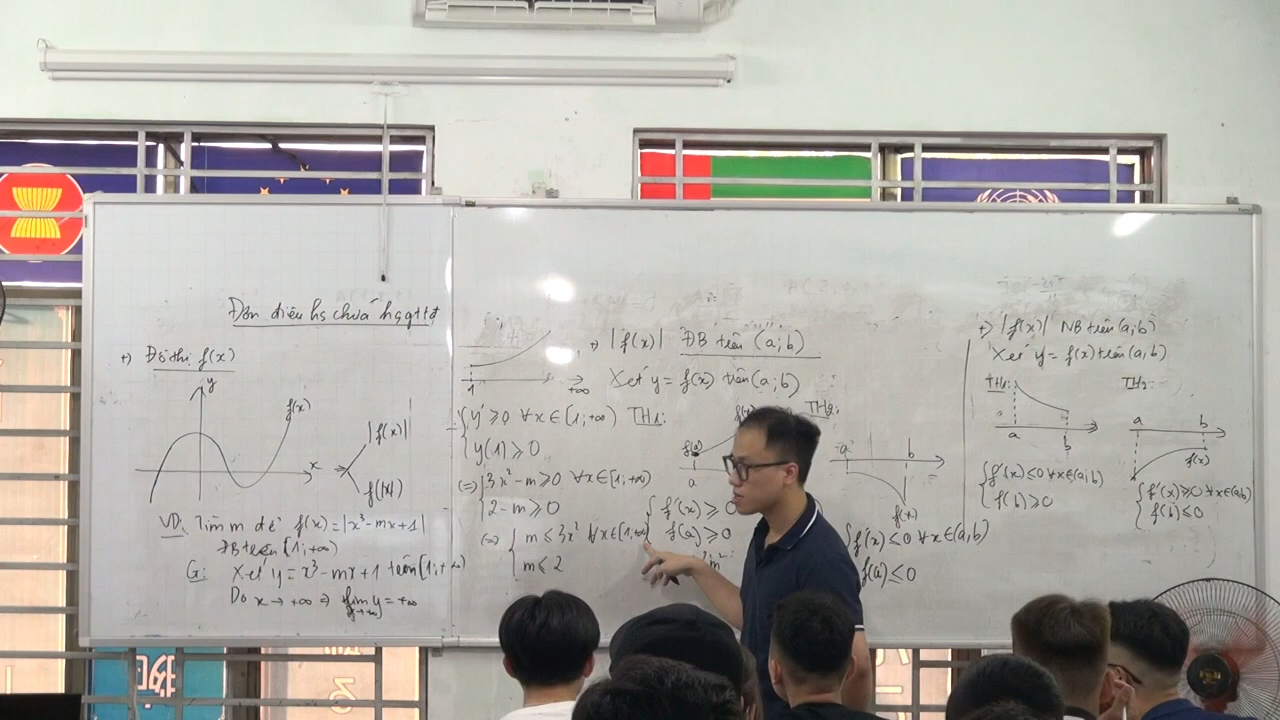 Đơn điệu hs chứa h.s gttđ
+) Đồ thị f(x)
y
f(x)
x
|f(x)|
f(|x|)
VD: Tìm m để f(x) = |x³-mx+1|
ĐB trên [1;+∞)
G: Xét y = x³-mx+1 trên [1;+∞)
Do x → +∞ ⇒ lim y = +∞
1
+∞
y' ≥ 0 ∀x∈[1;+∞)
y(1) ≥ 0
(=) 3x²-m ≥ 0 ∀x∈[1;+∞)
2-m ≥ 0
(=) m ≤ 3x² ∀x∈[1;+∞)
m ≤ 2
+) |f(x)| ĐB trên (a;b)
Xét y = f(x) trên (a;b)
TH1:
f(a)
a
f'(x) ≥ 0
f(a) ≥ 0
TH2:
a
b
f(x)
f'(x) ≤ 0 ∀x∈(a;b)
f(a) ≤ 0
+) |f(x)| NB trên (a;b)
Xét y = f(x) trên (a;b)
TH1:
a
b
f'(x) ≤ 0 ∀x∈(a;b)
f(b) ≥ 0
TH2:
a
b
f(x)
f'(x) ≥ 0 ∀x∈(a;b)
f(b) ≤ 0